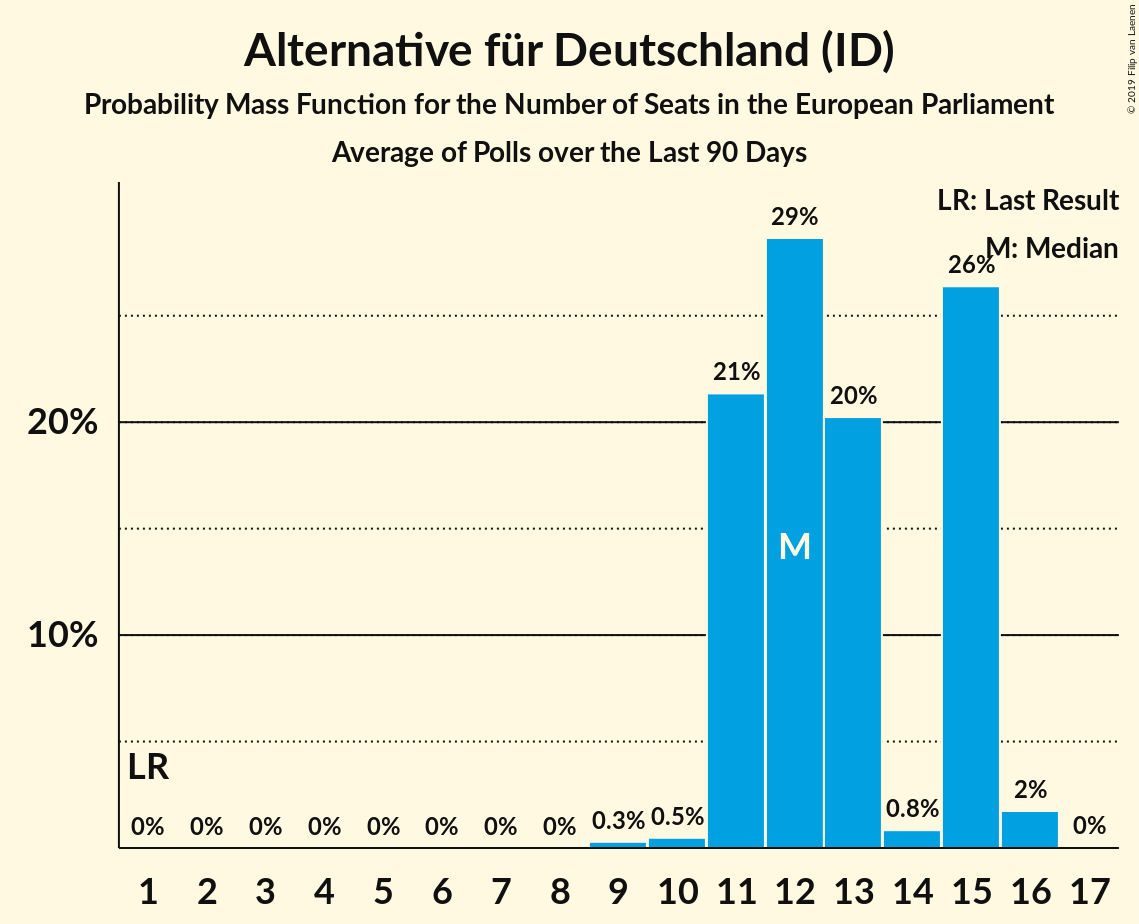 Alternative für Deutschland (ID)
Probability Mass Function for the Number of Seats in the European Parliament
Average of Polls over the Last 90 Days
© 2019 Filip van Laenen
LR: Last Result
M: Median
29%
26%
21%
20%
20%
M
10%
LR
0% 0% 0% 0% 0% 0% 0% 0% 0.3% 0.5% 0.8% 2% 0%
1 2 3 4 5 6 7 8 9 10 11 12 13 14 15 16 17